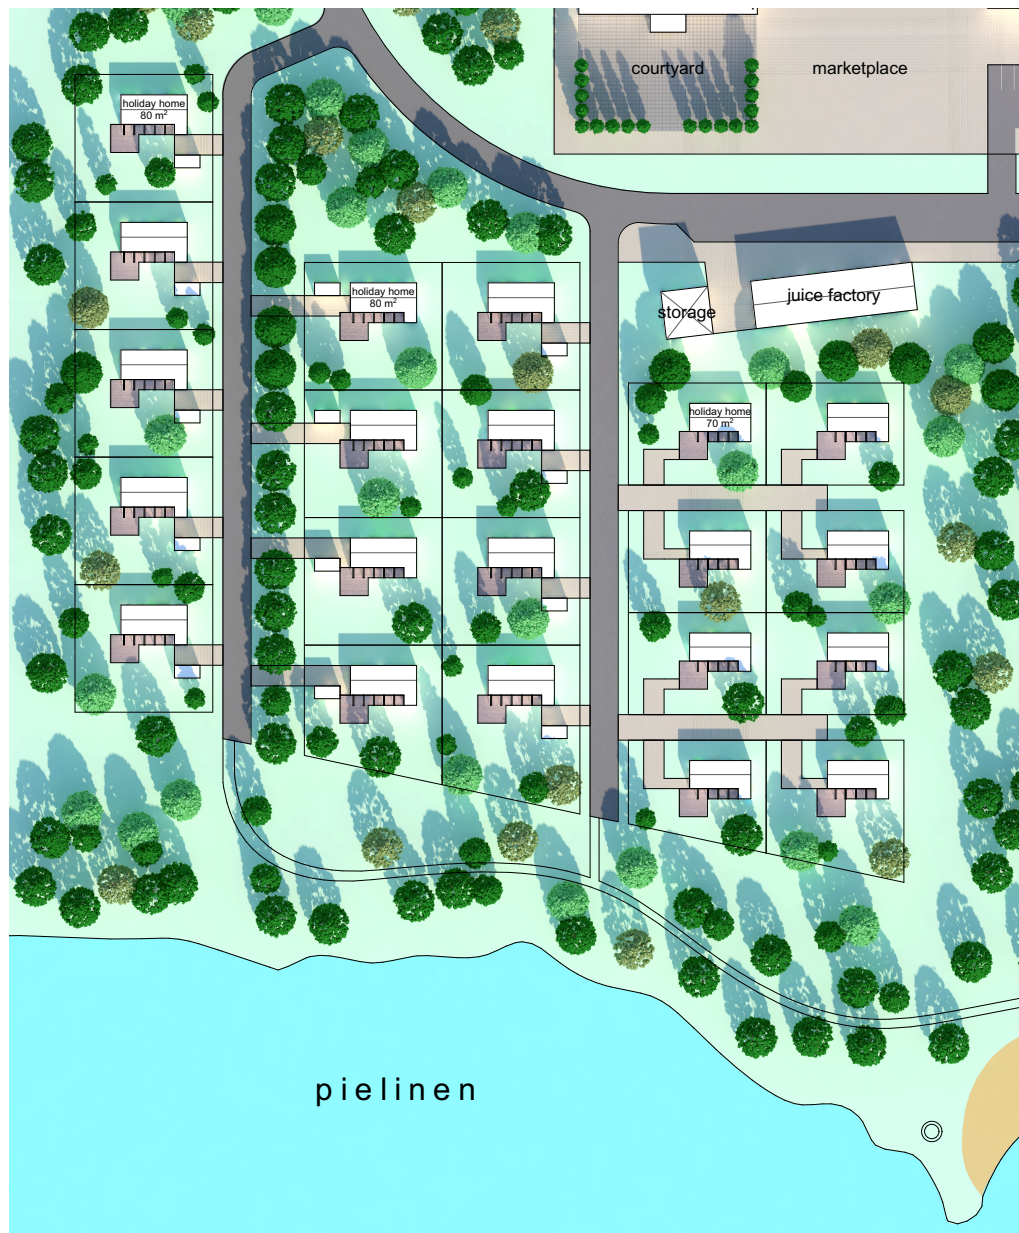 courtyard
marketplace
holiday home
80 m²
holiday home
80 m²
juice factory
storage
holiday home
70 m²
pielinen